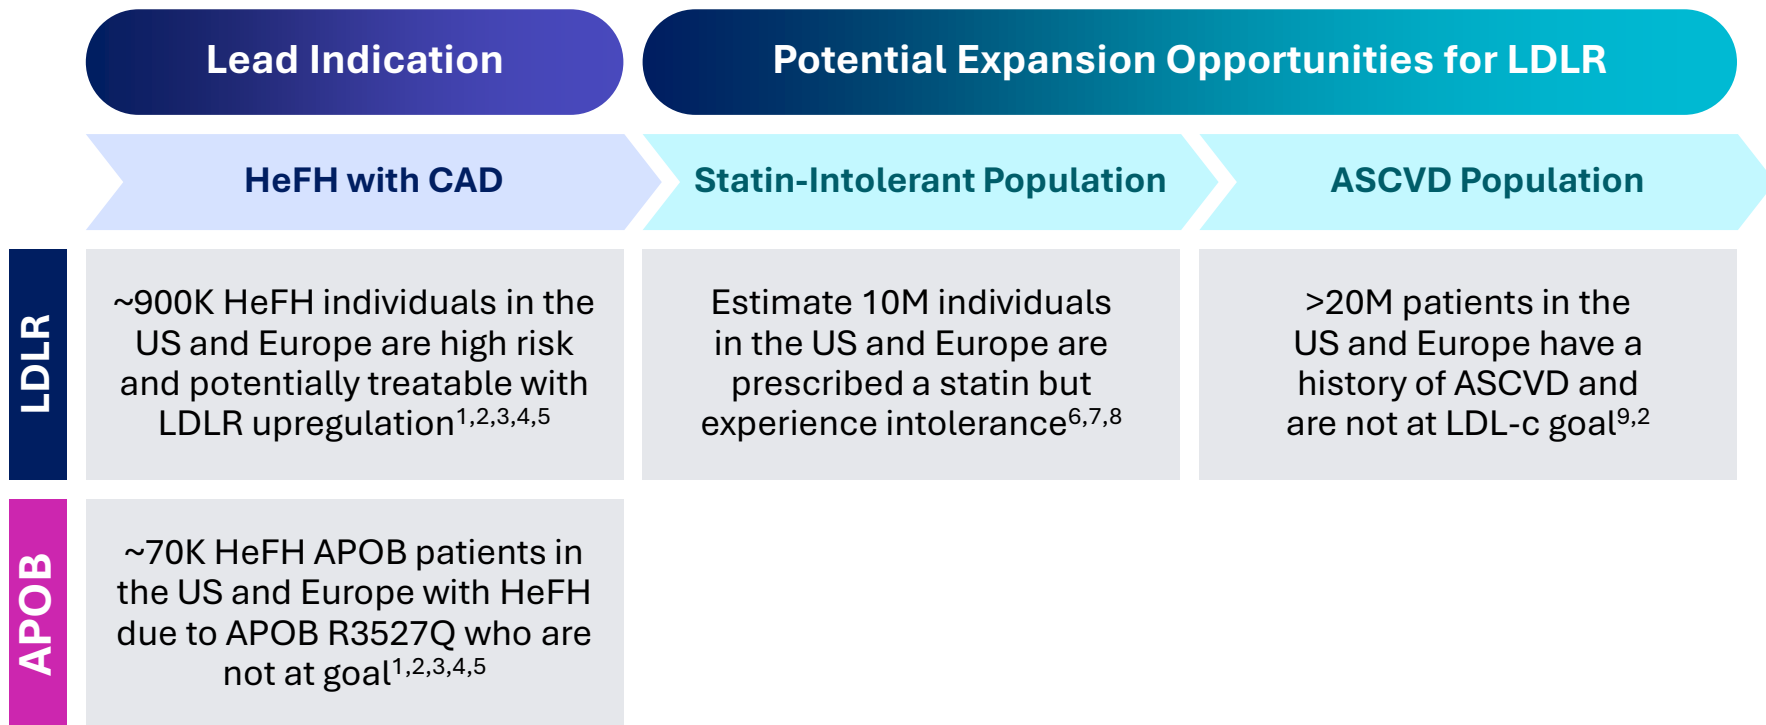 Lead Indication
Potential Expansion Opportunities for LDLR
HeFH with CAD
Statin-Intolerant Population
ASCVD Population
LDLR
~900K HeFH individuals in the
US and Europe are high risk
and potentially treatable with
LDLR upregulation1,2,3,4,5
Estimate 10M individuals
in the US and Europe are
prescribed a statin but
experience intolerance6,7,8
>20M patients in the
US and Europe have a
history of ASCVD and
are not at LDL-c goal9,2
APOB
~70K HeFH APOB patients in
the US and Europe with HeFH
due to APOB R3527Q who are
not at goal1,2,3,4,5